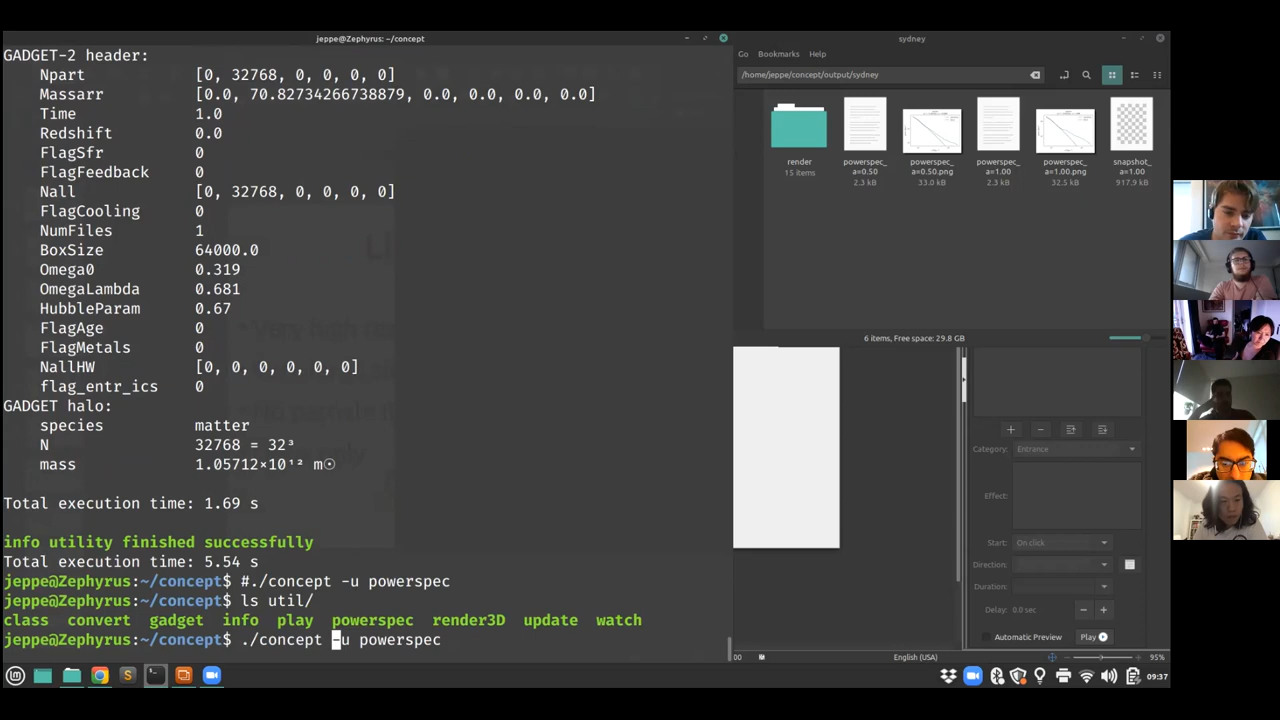 jeppe@Zephyrus: ~/concept
GADGET-2 header:
Npart [0, 32768, 0, 0, 0, 0]
Massarr [0.0, 70.82734266738879, 0.0, 0.0, 0.0, 0.0]
Time 1.0
Redshift 0.0
FlagSfr 0
FlagFeedback 0
Nall [0, 32768, 0, 0, 0, 0]
FlagCooling 0
NumFiles 1
BoxSize 64000.0
Omega0 0.319
OmegaLambda 0.681
HubbleParam 0.67
FlagAge 0
FlagMetals 0
NallHW [0, 0, 0, 0, 0, 0]
flag_entr_ics 0
GADGET halo:
species matter
N 32768 = 32³
mass 1.05712×10¹² m☉
Total execution time: 1.69 s
info utility finished successfully
Total execution time: 5.54 s
jeppe@Zephyrus:~/concept$ #./concept -u powerspec
jeppe@Zephyrus:~/concept$ ls util/
class convert gadget info play powerspec render3D update watch
jeppe@Zephyrus:~/concept$ ./concept -u powerspec
sydney
Go Bookmarks Help
/home/jeppe/concept/output/sydney
render
15 items
powerspec_
a=0.50
2.3 kB
powerspec_
a=0.50.png
33.0 kB
powerspec_
a=1.00
2.3 kB
powerspec_
a=1.00.png
32.5 kB
snapshot_
a=1.00
917.9 kB
6 items, Free space: 29.8 GB
Category: Entrance
Effect:
Start: On click
Direction:
Duration:
Delay: 0.0 sec
Automatic Preview Play
00 English (USA) 95%
09:37